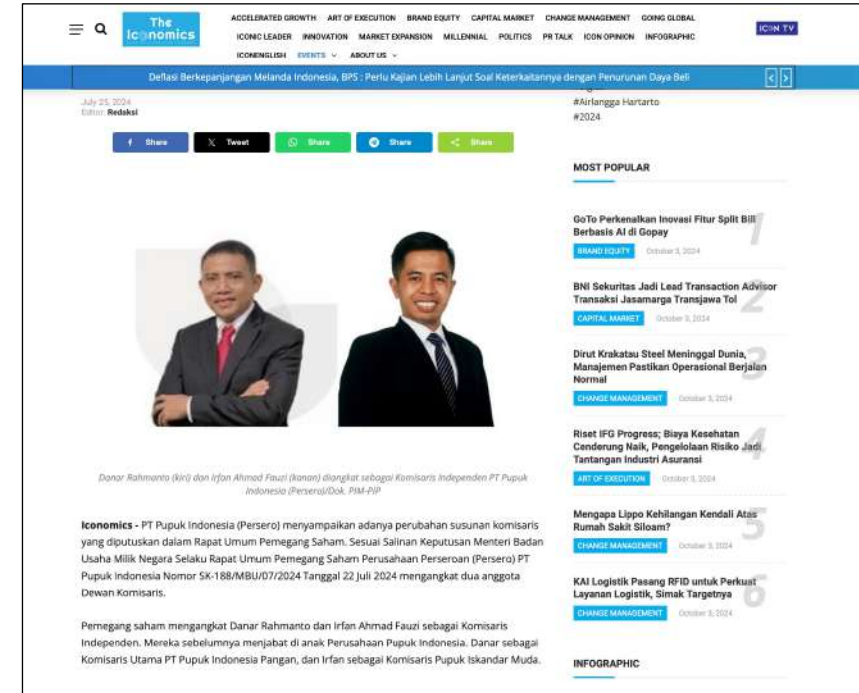 The
Iconomics
ACCELERATED GROWTH ART OF EXECUTION BRAND EQUITY CAPITAL MARKET CHANGE MANAGEMENT GOING GLOBAL
ICONIC LEADER INNOVATION MARKET EXPANSION MILLENNIAL POLITICS PR TALK ICON OPINION INFOGRAPHIC
ICONENGLISH EVENTS ABOUT US
ICON TV
Deflasi Berkepanjangan Melanda Indonesia, BPS : Perlu Kajian Lebih Lanjut Soal Keterkaitannya dengan Penurunan Daya Beli
July 25, 2024
Editor: Redaksi
Share
Tweet
Share
Share
Share
Danar Rahmanto (kiri) dan Irfan Ahmad Fauzi (kanan) diangkat sebagai Komisaris Independen PT Pupuk
Indonesia (Persero)/Dok. PIM-PIP
Iconomics - PT Pupuk Indonesia (Persero) menyampaikan adanya perubahan susunan komisaris
yang diputuskan dalam Rapat Umum Pemegang Saham. Sesuai Salinan Keputusan Menteri Badan
Usaha Milik Negara Selaku Rapat Umum Pemegang Saham Perusahaan Perseroan (Persero) PT
Pupuk Indonesia Nomor SK-188/MBU/07/2024 Tanggal 22 Juli 2024 mengangkat dua anggota
Dewan Komisaris.
Pemegang saham mengangkat Danar Rahmanto dan Irfan Ahmad Fauzi sebagai Komisaris
Independen. Mereka sebelumnya menjabat di anak Perusahaan Pupuk Indonesia. Danar sebagai
Komisaris Utama PT Pupuk Indonesia Pangan, dan Irfan sebagai Komisaris Pupuk Iskandar Muda.
#Airlangga Hartarto
#2024
MOST POPULAR
GoTo Perkenalkan Inovasi Fitur Split Bill
Berbasis AI di Gopay
1
BRAND EQUITY October 3, 2024
BNI Sekuritas Jadi Lead Transaction Advisor
Transaksi Jasamarga Transjawa Tol
2
CAPITAL MARKET October 3, 2024
Dirut Krakatau Steel Meninggal Dunia,
Manajemen Pastikan Operasional Berjalan
Normal
3
CHANGE MANAGEMENT October 3, 2024
Riset IFG Progress; Biaya Kesehatan
Cenderung Naik, Pengelolaan Risiko Jadi
Tantangan Industri Asuransi
4
ART OF EXECUTION October 3, 2024
Mengapa Lippo Kehilangan Kendali Atas
Rumah Sakit Siloam?
5
CHANGE MANAGEMENT October 3, 2024
KAI Logistik Pasang RFID untuk Perkuat
Layanan Logistik, Simak Targetnya
6
CHANGE MANAGEMENT October 3, 2024
INFOGRAPHIC